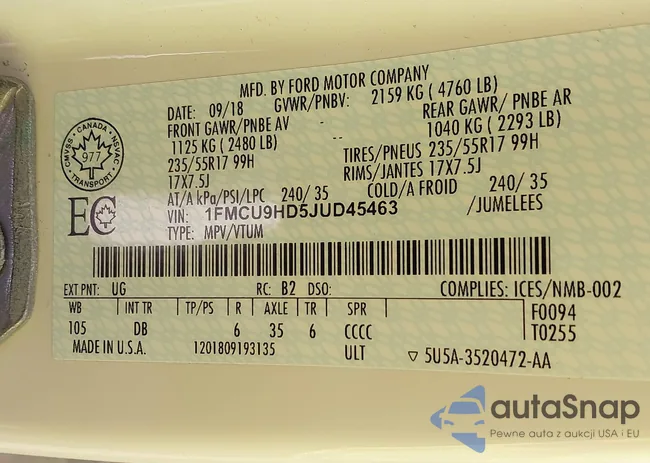 MFD. BY FORD MOTOR COMPANY
DATE: 09/18 GVWR/PNBV: 2159 KG ( 4760 LB)
FRONT GAWR/PNBE AV REAR GAWR/ PNBE AR
1125 KG ( 2480 LB) 1040 KG ( 2293 LB)
235/55R17 99H TIRES/PNEUS 235/55R17 99H
17X7.5J RIMS/JANTES 17X7.5J
AT/A kPa/PSI/LPC 240/ 35 COLD/A FROID 240/ 35
VIN: 1FMCU9HD5JUD45463 /JUMELEES
TYPE: MPV/VTUM
CMVSS • CANADA • NSVAC
977
TRANSPORT
EC
EXT PNT: UG RC: B2 DSO: COMPLIES: ICES/NMB-002
WB INT TR TP/PS R AXLE TR SPR F0094
105 DB 6 35 6 CCCC T0255
MADE IN U.S.A. 1201809193135 ULT ▽ 5U5A-3520472-AA
autaSnap
Pewne auta z aukcji USA i EU